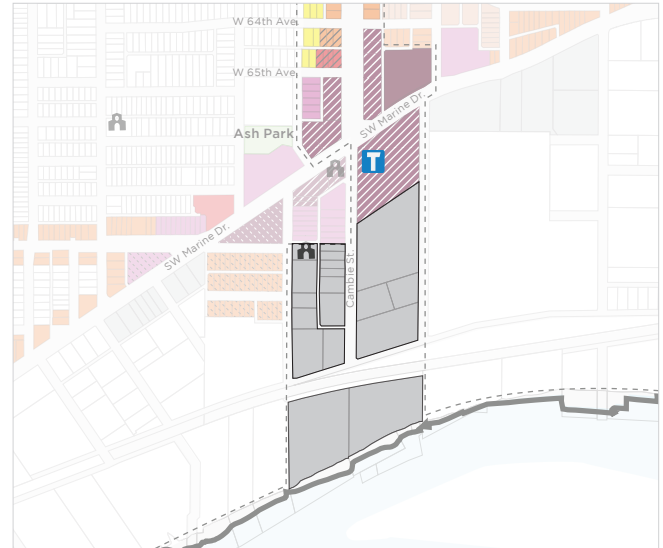 W 64th Ave
W 65th Ave
SW Marine Dr.
Ash Park
T
SW Marine Dr.
Cambie St.